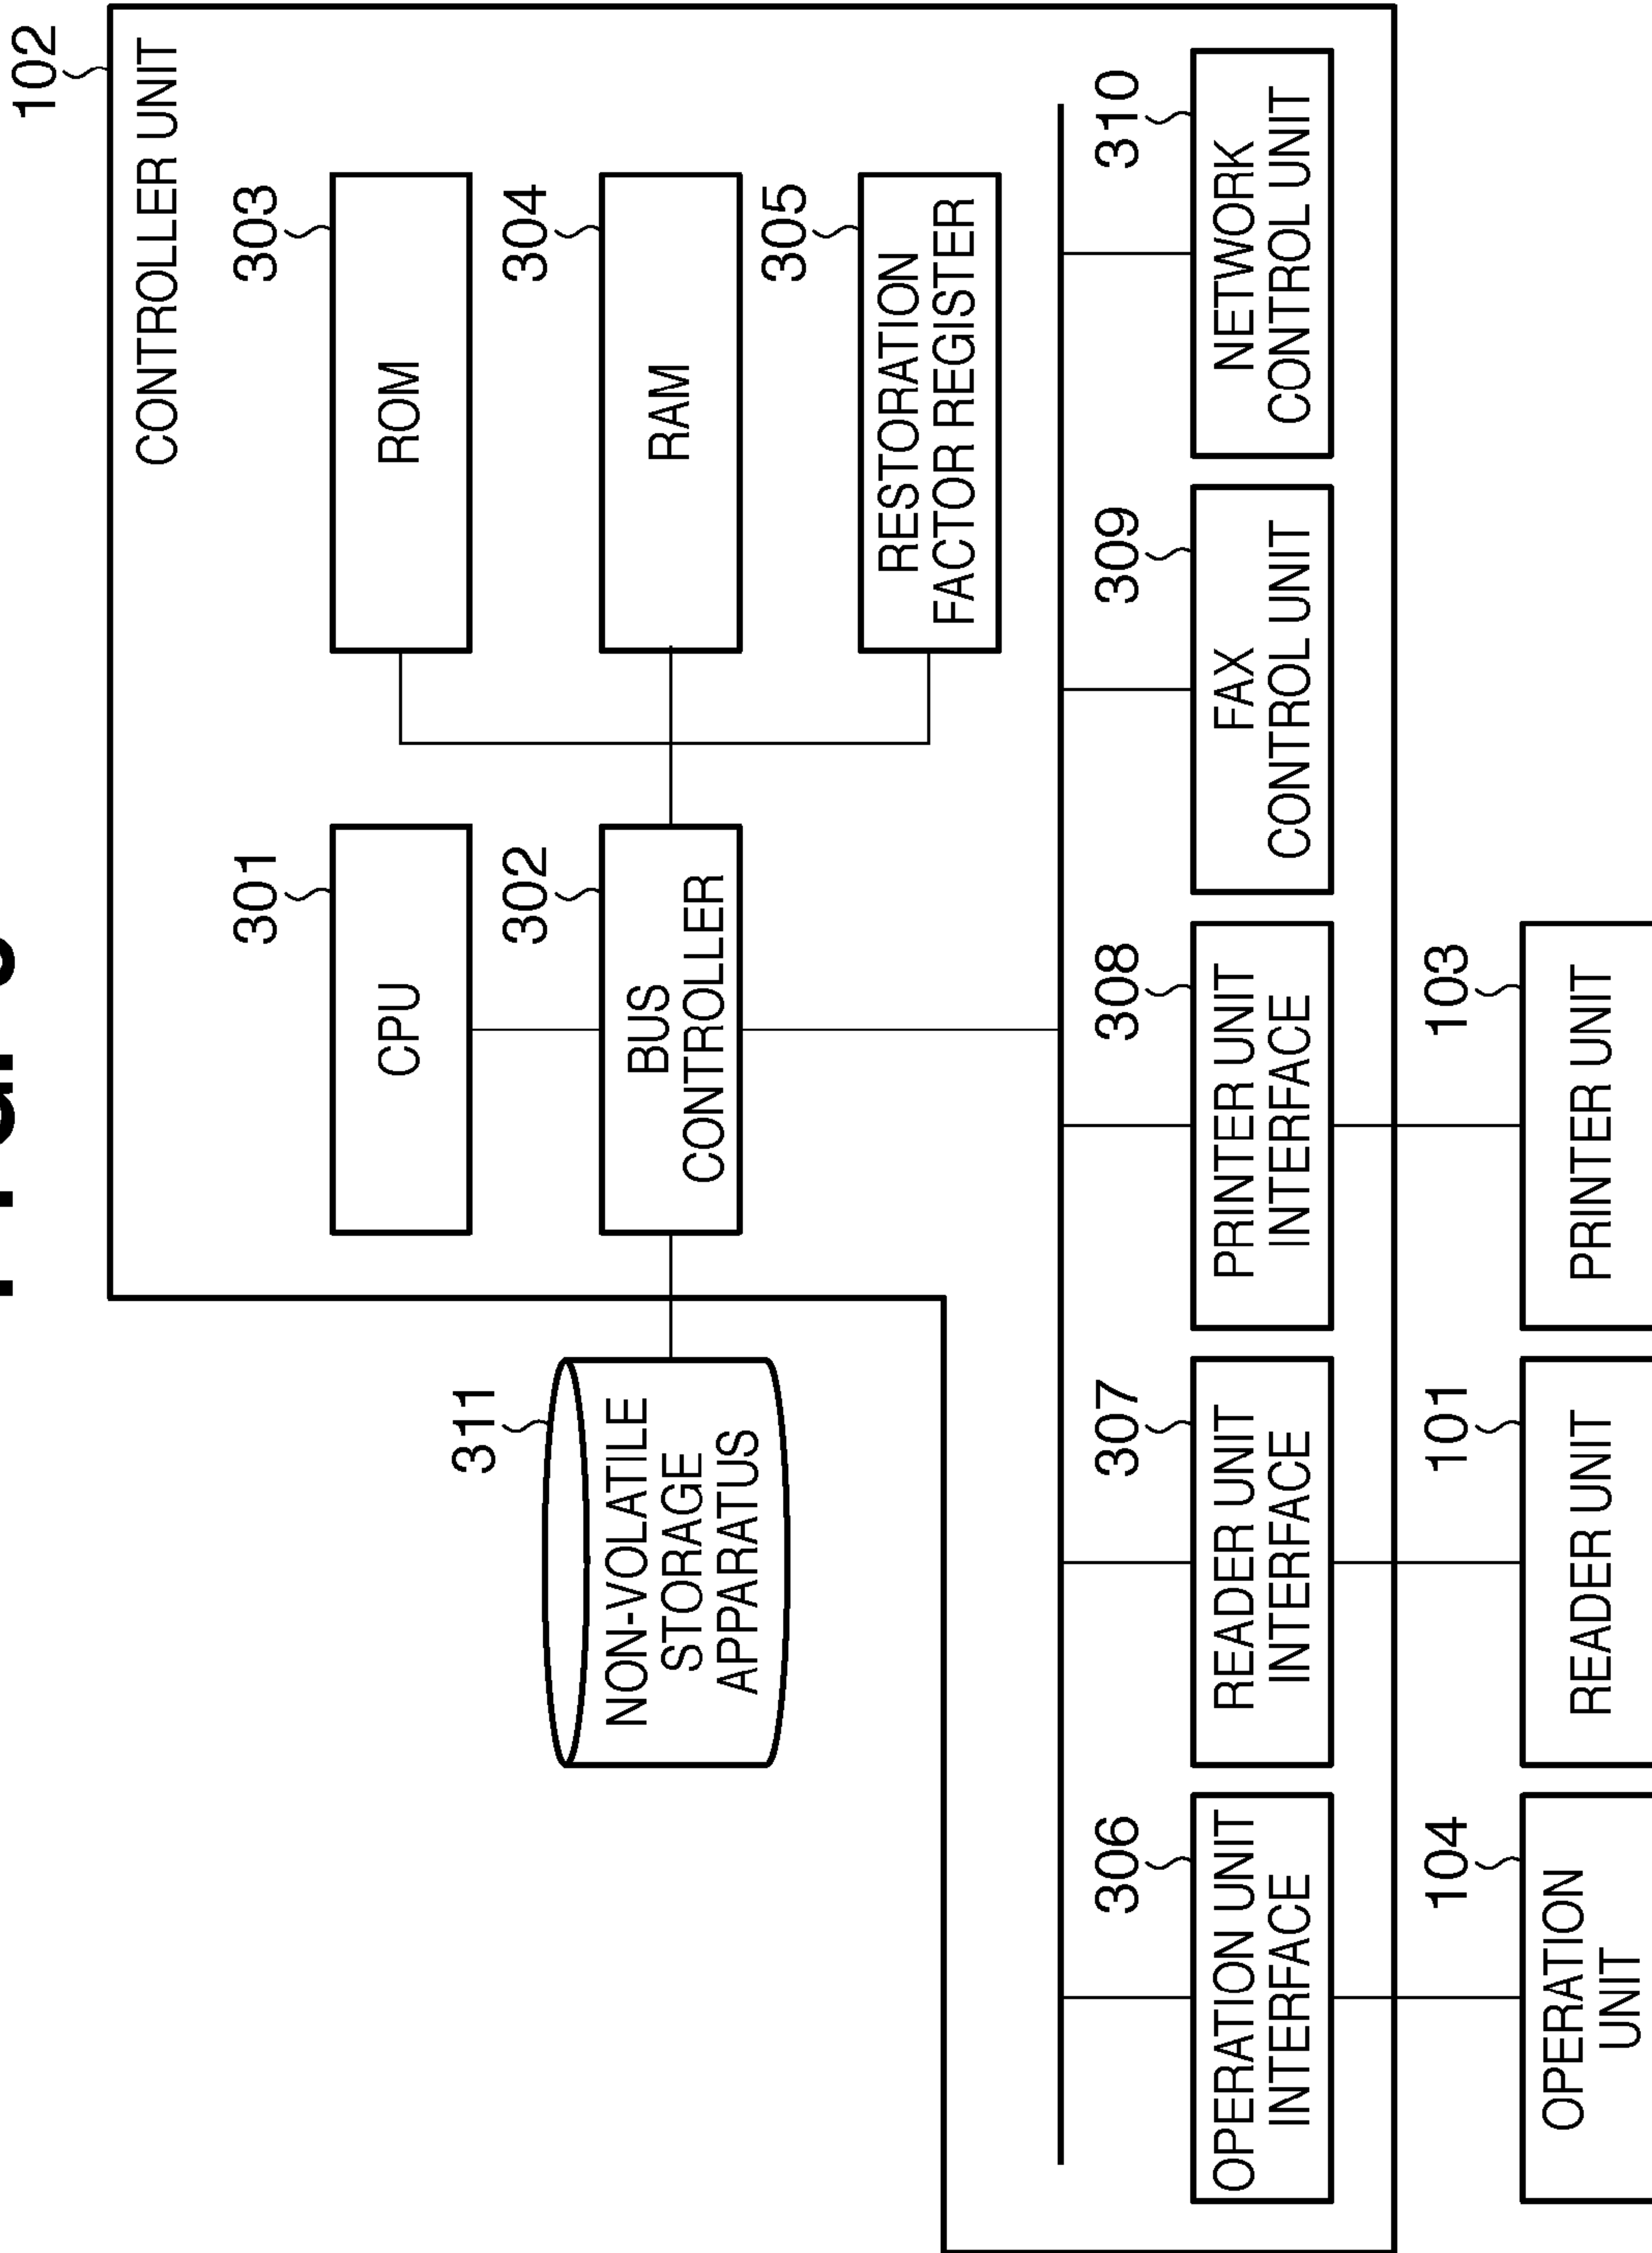 102
CONTROLLER UNIT
301
CPU
303
ROM
311
NON-VOLATILE
STORAGE
APPARATUS
302
BUS
CONTROLLER
304
RAM
305
RESTORATION
FACTOR REGISTER
306
OPERATION UNIT
INTERFACE
307
READER UNIT
INTERFACE
308
PRINTER UNIT
INTERFACE
309
FAX
CONTROL UNIT
310
NETWORK
CONTROL UNIT
104
OPERATION
UNIT
101
READER UNIT
103
PRINTER UNIT